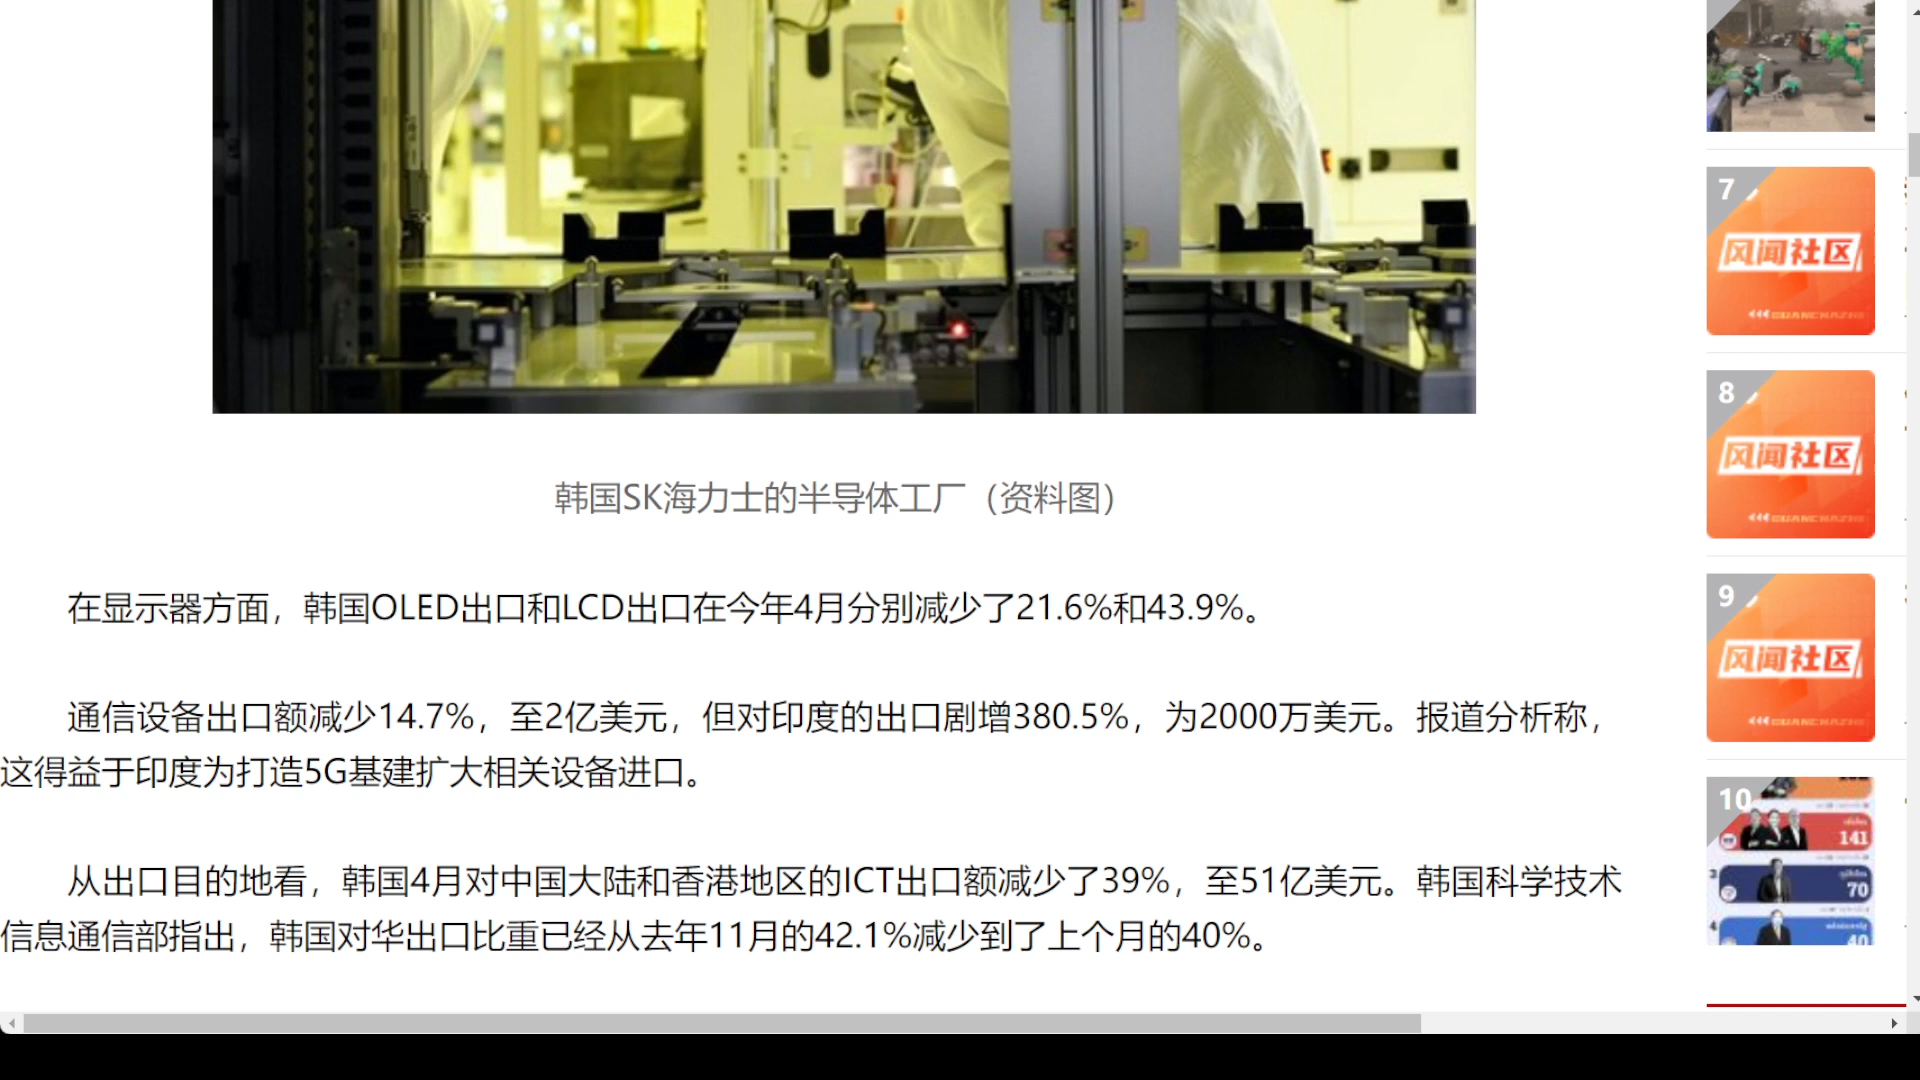 韩国SK海力士的半导体工厂（资料图）
在显示器方面，韩国OLED出口和LCD出口在今年4月分别减少了21.6%和43.9%。
通信设备出口额减少14.7%，至2亿美元，但对印度的出口剧增380.5%，为2000万美元。报道分析称，
这得益于印度为打造5G基建扩大相关设备进口。
从出口目的地看，韩国4月对中国大陆和香港地区的ICT出口额减少了39%，至51亿美元。韩国科学技术
信息通信部指出，韩国对华出口比重已经从去年11月的42.1%减少到了上个月的40%。
7
风闻社区
GUANCHAZHE
8
风闻社区
GUANCHAZHE
9
风闻社区
GUANCHAZHE
10
141
3
70
4
40